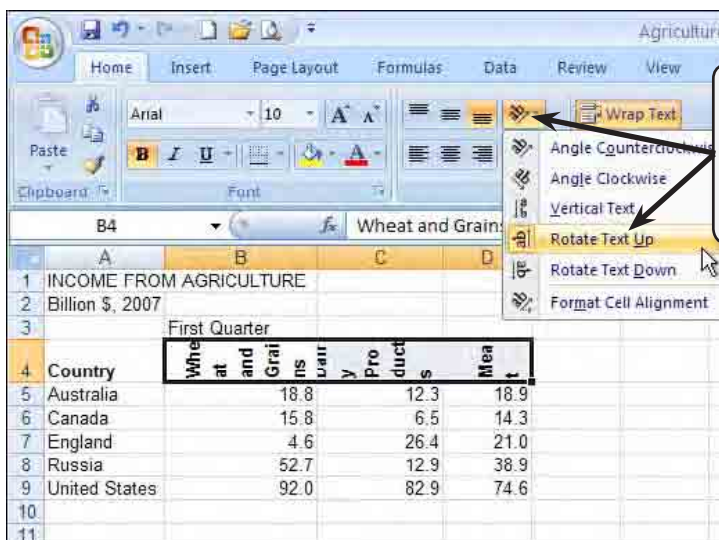 Agriculture
Home Insert Page Layout Formulas Data Review View
Paste
Clipboard
Arial 10 A A
B I U A
Font
Wrap Text
Angle Counterclockwise
Angle Clockwise
Vertical Text
Rotate Text Up
Rotate Text Down
Format Cell Alignment
B4 fx Wheat and Grains
A B C D
1 INCOME FROM AGRICULTURE
2 Billion $, 2007
3 First Quarter
4 Country Whe at and Grai ns Dair y Pro duct s Mea t
5 Australia 18.8 12.3 18.9
6 Canada 15.8 6.5 14.3
7 England 4.6 26.4 21.0
8 Russia 52.7 12.9 38.9
9 United States 92.0 82.9 74.6
10
11